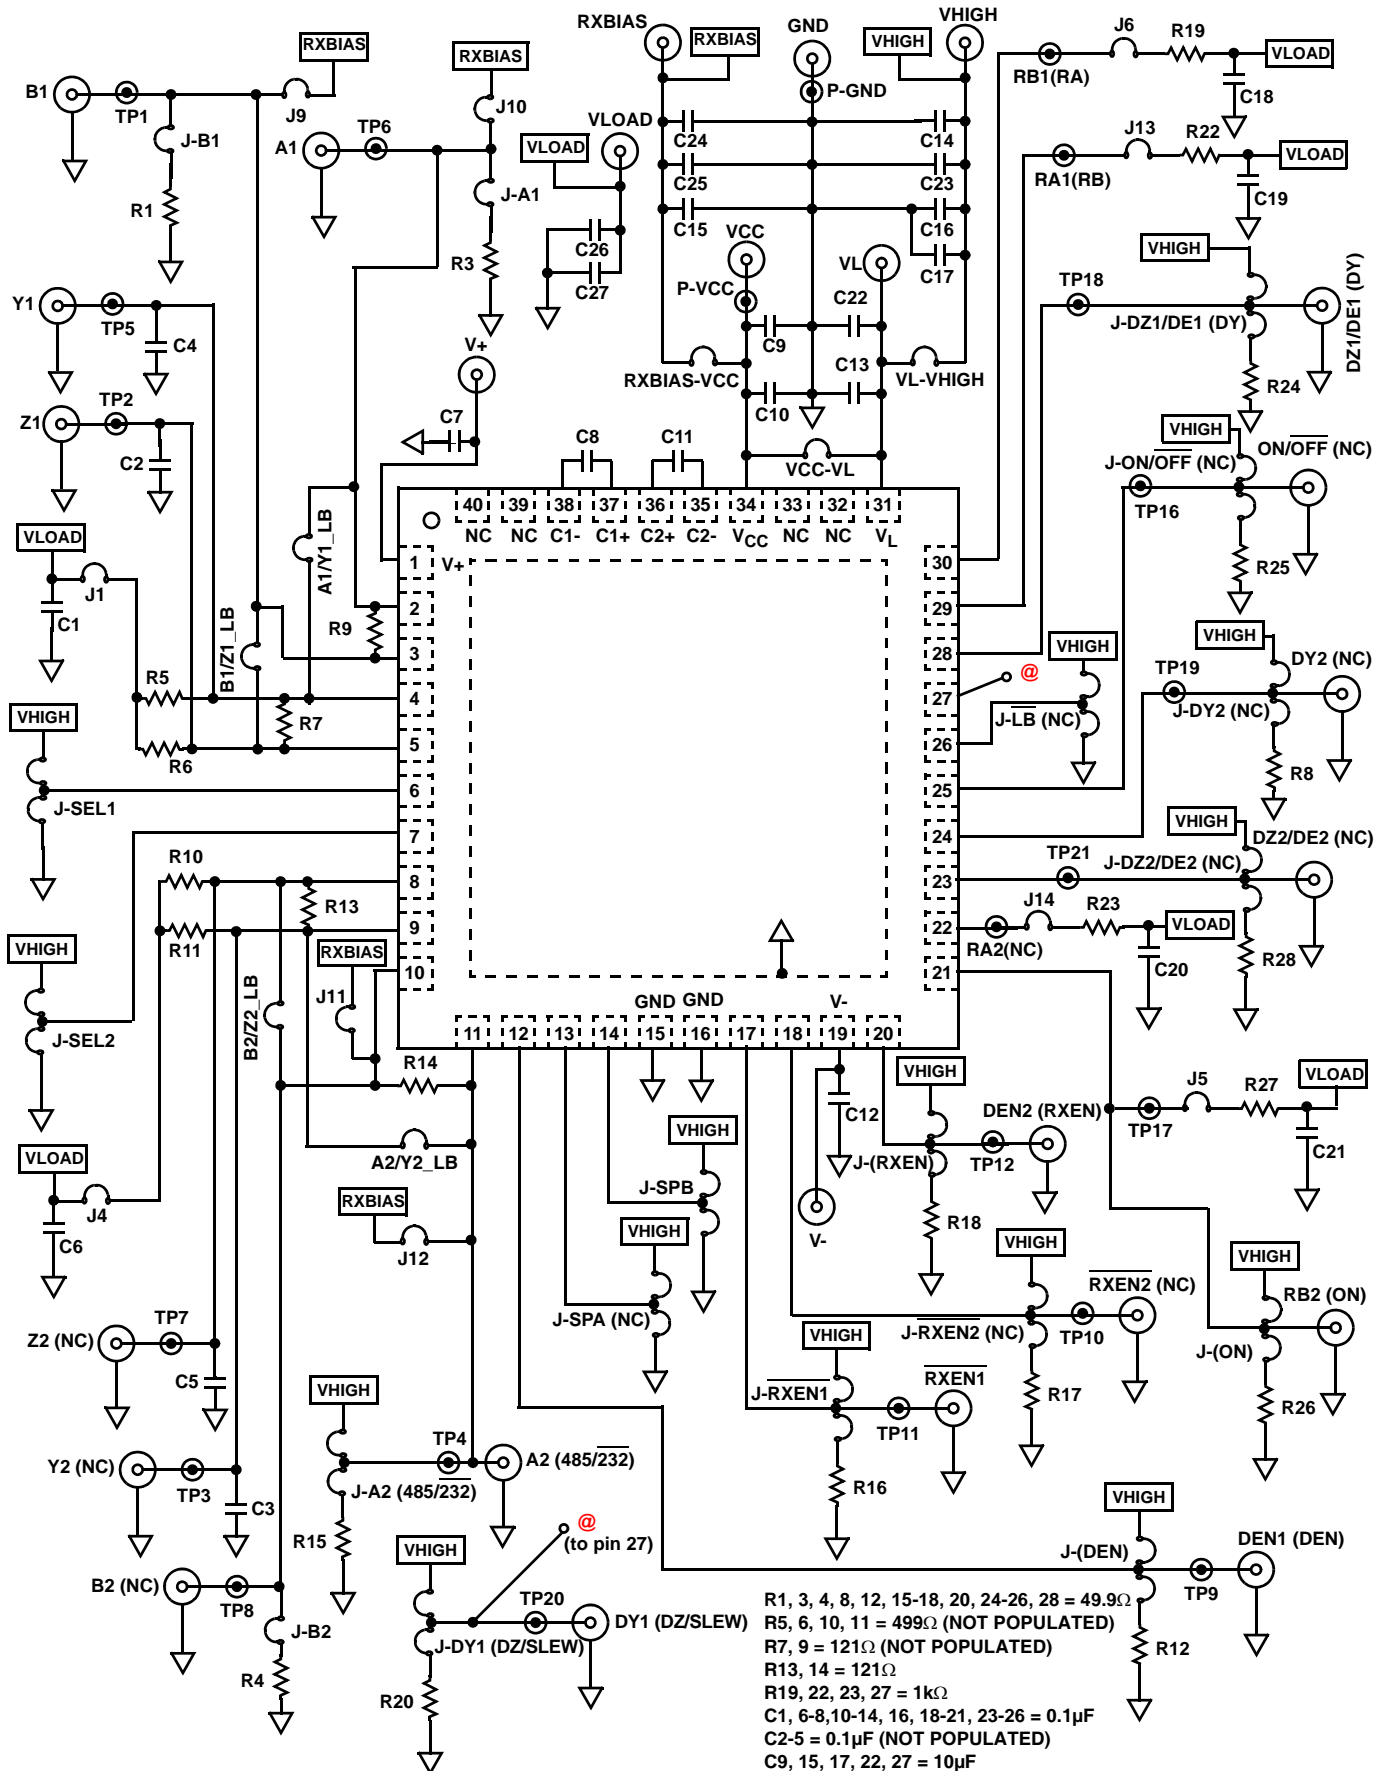 RXBIAS
RXBIAS
GND
VHIGH
VHIGH
J6
R19
VLOAD
RB1(RA)
C18
B1
TP1
J9
RXBIAS
RXBIAS
J10
J-B1
R1
A1
TP6
J-A1
R3
VLOAD
VLOAD
C26
C27
P-GND
C24
C14
C25
C23
C15
C16
C17
VCC
VL
P-VCC
C22
C9
C13
C10
RXBIAS-VCC
VL-VHIGH
VCC-VL
J13
R22
VLOAD
RA1(RB)
C19
VHIGH
TP18
J-DZ1/DE1 (DY)
DZ1/DE1 (DY)
R24
Y1
TP5
C4
Z1
TP2
C2
V+
C7
C8
C11
VHIGH
ON/OFF (NC)
J-ON/OFF (NC)
TP16
R25
VLOAD
J1
C1
A1/Y1_LB
B1/Z1_LB
R9
R5
R7
R6
40 39 38 37 36 35 34 33 32 31
NC NC C1- C1+ C2+ C2- VCC NC NC VL
1 V+
2
3
4
5
6
7
8
9
10
30
29
28
27
26
25
24
23
22
21
@
VHIGH
J-LB (NC)
VHIGH
DY2 (NC)
TP19
J-DY2 (NC)
R8
VHIGH
DZ2/DE2 (NC)
TP21
J-DZ2/DE2 (NC)
R28
J14
R23
VLOAD
RA2(NC)
C20
VHIGH
J-SEL1
R10
R13
R11
VHIGH
J-SEL2
RXBIAS
J11
B2/Z2_LB
R14
GND GND
V-
11 12 13 14 15 16 17 18 19 20
A2/Y2_LB
RXBIAS
J12
VLOAD
J4
C6
VHIGH
C12
V-
DEN2 (RXEN)
J-(RXEN)
TP12
R18
J5
R27
VLOAD
TP17
C21
VHIGH
J-SPB
VHIGH
J-SPA (NC)
VHIGH
RXEN2 (NC)
J-RXEN2 (NC)
TP10
R17
VHIGH
RB2 (ON)
J-(ON)
R26
VHIGH
J-RXEN1
RXEN1
TP11
R16
Z2 (NC)
TP7
C5
Y2 (NC)
TP3
C3
VHIGH
TP4
A2 (485/232)
J-A2 (485/232)
R15
B2 (NC)
TP8
J-B2
R4
@
(to pin 27)
VHIGH
TP20
DY1 (DZ/SLEW)
J-DY1 (DZ/SLEW)
R20
VHIGH
DEN1 (DEN)
J-(DEN)
TP9
R12
R1, 3, 4, 8, 12, 15-18, 20, 24-26, 28 = 49.9Ω
R5, 6, 10, 11 = 499Ω (NOT POPULATED)
R7, 9 = 121Ω (NOT POPULATED)
R13, 14 = 121Ω
R19, 22, 23, 27 = 1kΩ
C1, 6-8,10-14, 16, 18-21, 23-26 = 0.1µF
C2-5 = 0.1µF (NOT POPULATED)
C9, 15, 17, 22, 27 = 10µF